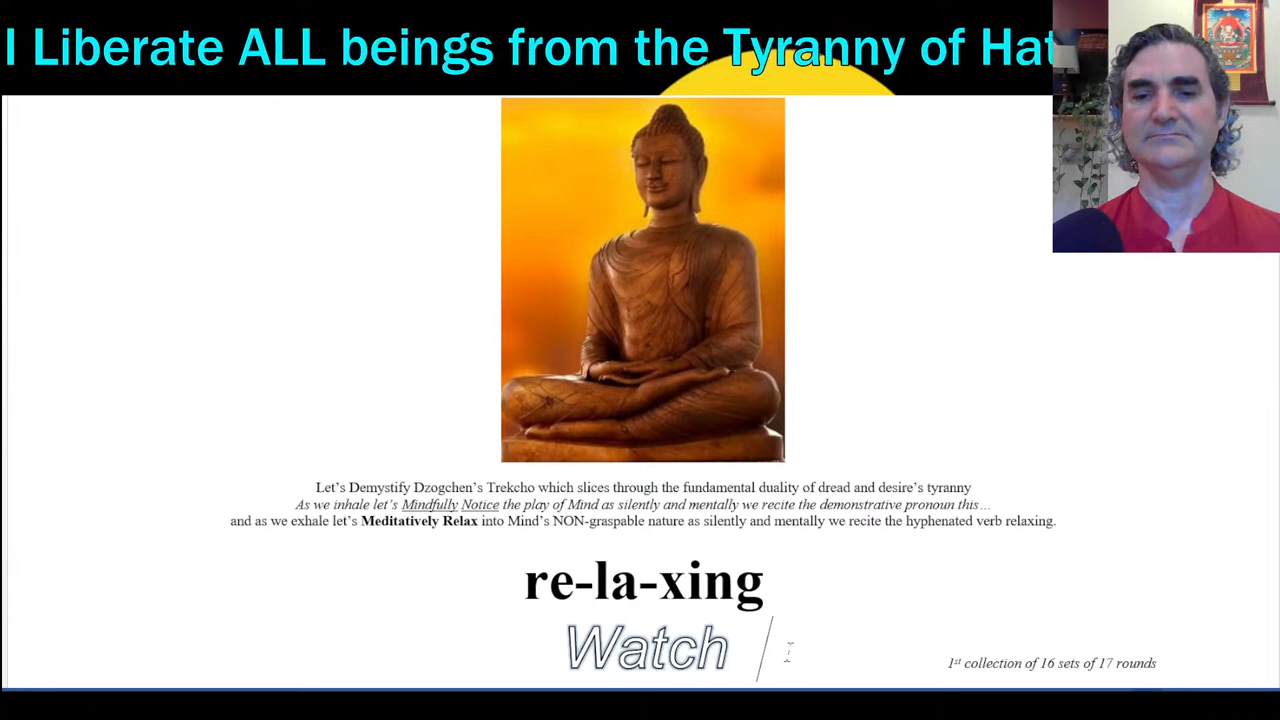 I Liberate ALL beings from the Tyranny of Hat
Let's Demystify Dzogchen's Trekcho which slices through the fundamental duality of dread and desire's tyranny
As we inhale let's Mindfully Notice the play of Mind as silently and mentally we recite the demonstrative pronoun this…
and as we exhale let's Meditatively Relax into Mind's NON-graspable nature as silently and mentally we recite the hyphenated verb relaxing.
re-la-xing
Watch
1st collection of 16 sets of 17 rounds